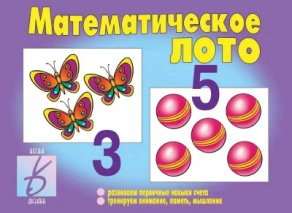 Математическое
лото
5
3
развиваем первичные навыки счета
тренируем внимание, память, мышление